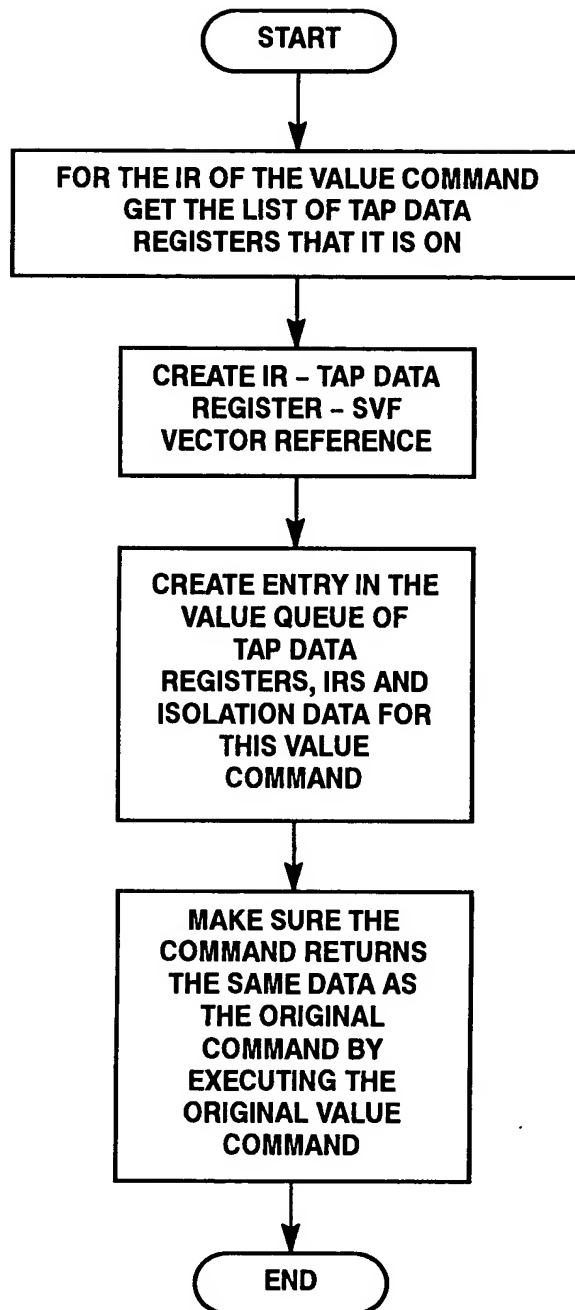 START
FOR THE IR OF THE VALUE COMMAND
GET THE LIST OF TAP DATA
REGISTERS THAT IT IS ON
CREATE IR – TAP DATA
REGISTER – SVF
VECTOR REFERENCE
CREATE ENTRY IN THE
VALUE QUEUE OF
TAP DATA
REGISTERS, IRS AND
ISOLATION DATA FOR
THIS VALUE
COMMAND
MAKE SURE THE
COMMAND RETURNS
THE SAME DATA AS
THE ORIGINAL
COMMAND BY
EXECUTING THE
ORIGINAL VALUE
COMMAND
END